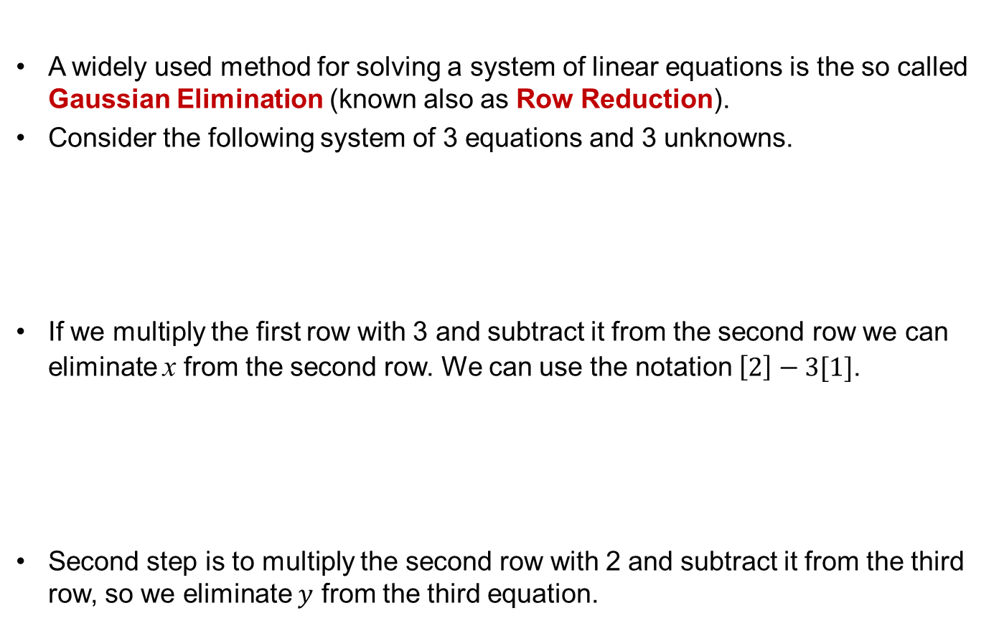 • A widely used method for solving a system of linear equations is the so called
Gaussian Elimination (known also as Row Reduction).
• Consider the following system of 3 equations and 3 unknowns.
• If we multiply the first row with 3 and subtract it from the second row we can
eliminate x from the second row. We can use the notation [2] − 3[1].
• Second step is to multiply the second row with 2 and subtract it from the third
row, so we eliminate y from the third equation.